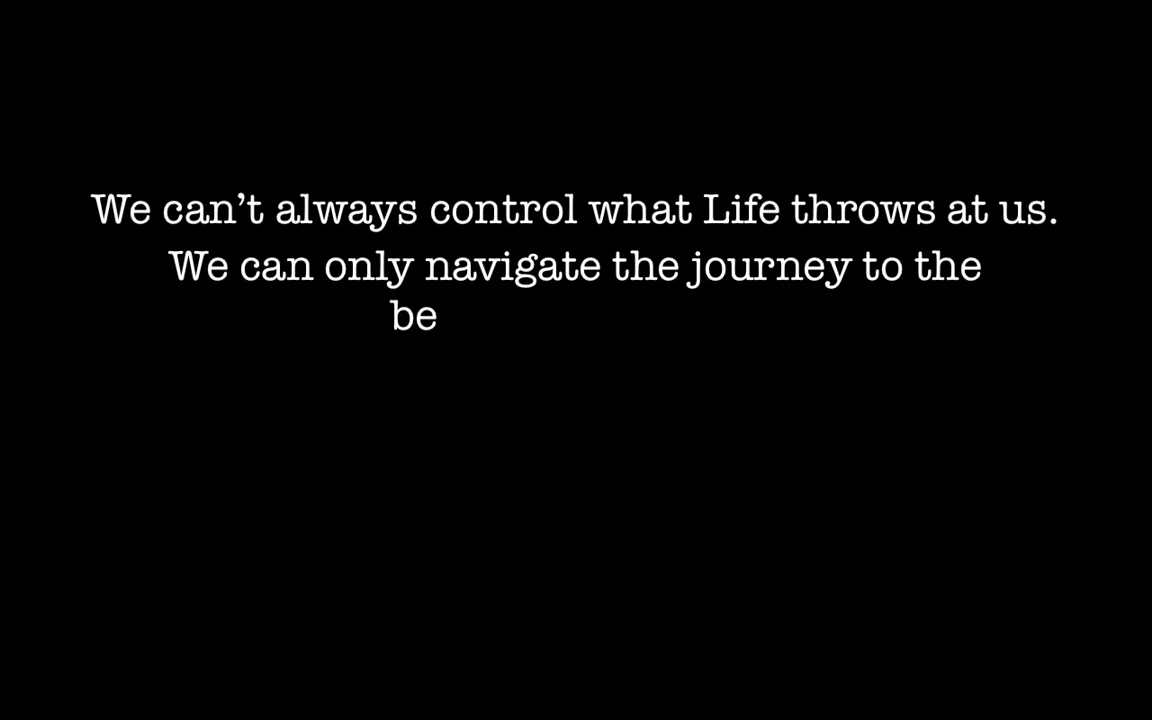 We can’t always control what Life throws at us.
We can only navigate the journey to the
be